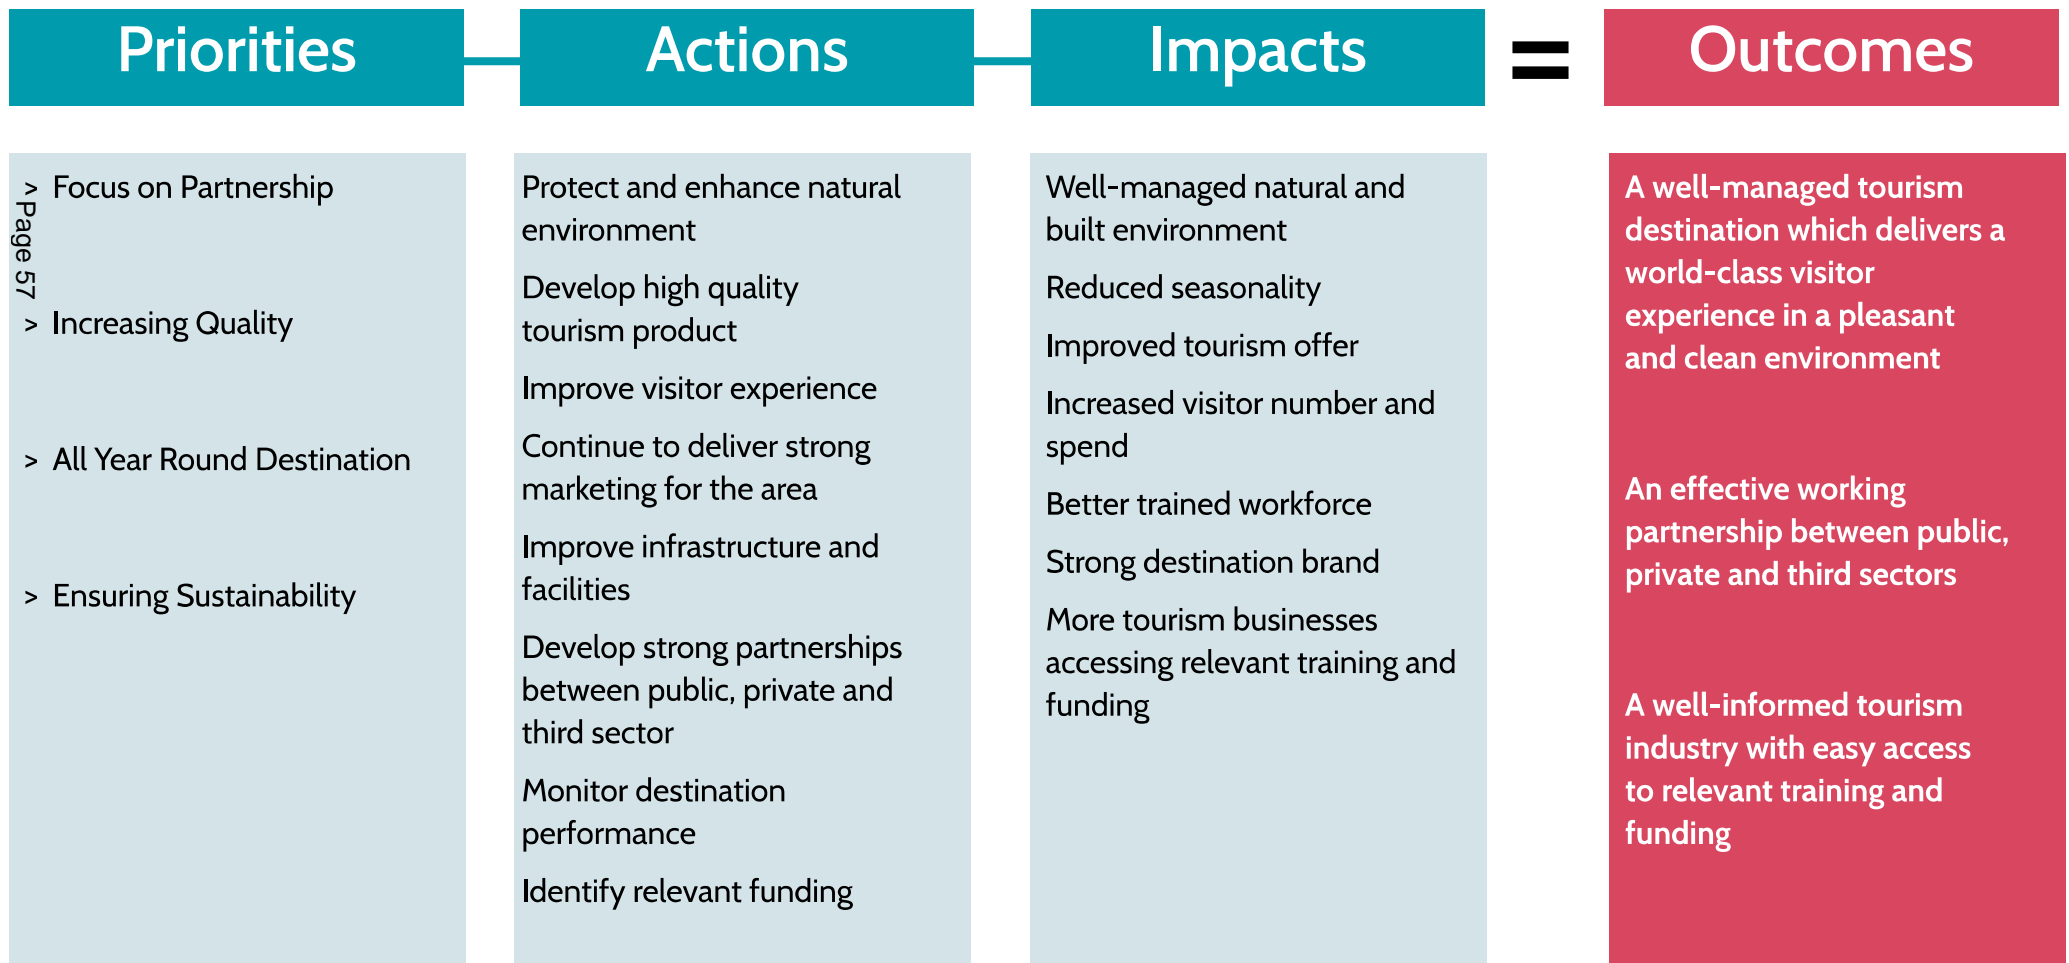 Priorities
Actions
Impacts
=
Outcomes
> Focus on Partnership
> Increasing Quality
> All Year Round Destination
> Ensuring Sustainability
Page 57
Protect and enhance natural
environment
Develop high quality
tourism product
Improve visitor experience
Continue to deliver strong
marketing for the area
Improve infrastructure and
facilities
Develop strong partnerships
between public, private and
third sector
Monitor destination
performance
Identify relevant funding
Well-managed natural and
built environment
Reduced seasonality
Improved tourism offer
Increased visitor number and
spend
Better trained workforce
Strong destination brand
More tourism businesses
accessing relevant training and
funding
A well-managed tourism
destination which delivers a
world-class visitor
experience in a pleasant
and clean environment
An effective working
partnership between public,
private and third sectors
A well-informed tourism
industry with easy access
to relevant training and
funding